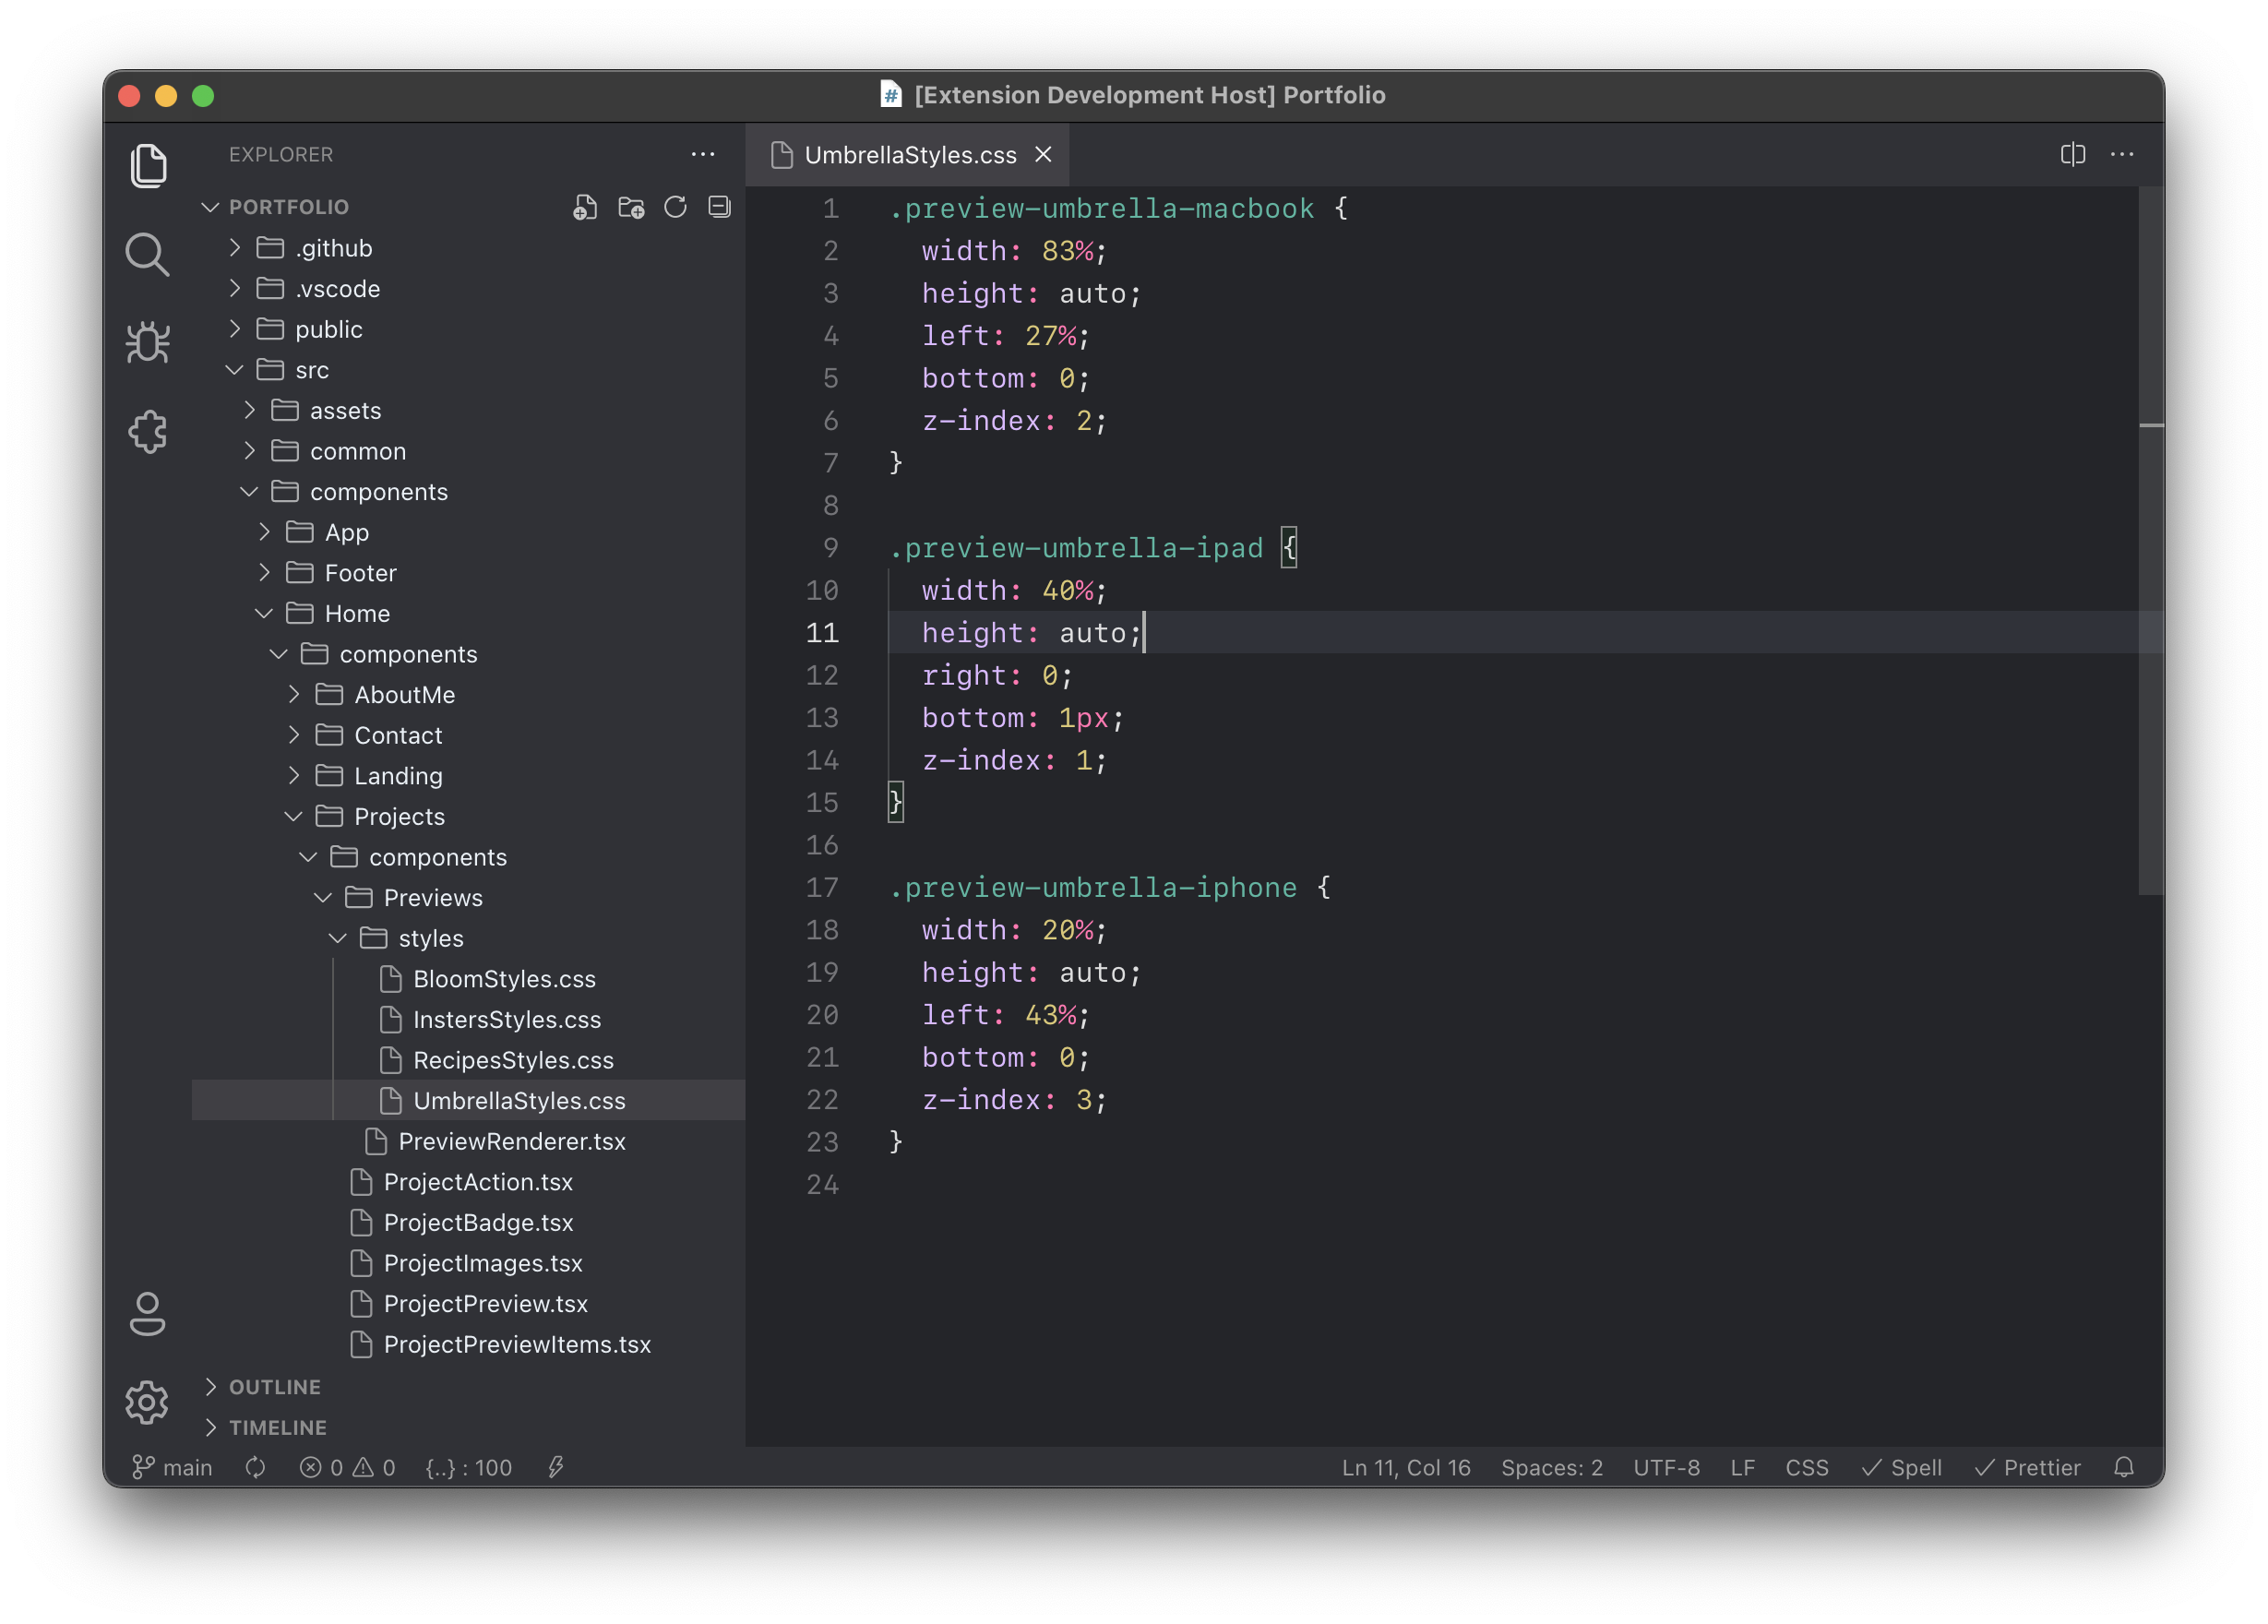 [Extension Development Host] Portfolio
EXPLORER
PORTFOLIO
.github
.vscode
public
src
assets
common
components
App
Footer
Home
components
AboutMe
Contact
Landing
Projects
components
Previews
styles
BloomStyles.css
InstersStyles.css
RecipesStyles.css
UmbrellaStyles.css
PreviewRenderer.tsx
ProjectAction.tsx
ProjectBadge.tsx
ProjectImages.tsx
ProjectPreview.tsx
ProjectPreviewItems.tsx
OUTLINE
TIMELINE
UmbrellaStyles.css
1 .preview-umbrella-macbook {
2 width: 83%;
3 height: auto;
4 left: 27%;
5 bottom: 0;
6 z-index: 2;
7 }
8
9 .preview-umbrella-ipad {
10 width: 40%;
11 height: auto;
12 right: 0;
13 bottom: 1px;
14 z-index: 1;
15 }
16
17 .preview-umbrella-iphone {
18 width: 20%;
19 height: auto;
20 left: 43%;
21 bottom: 0;
22 z-index: 3;
23 }
24
main 0 0 {..} : 100 Ln 11, Col 16 Spaces: 2 UTF-8 LF CSS Spell Prettier